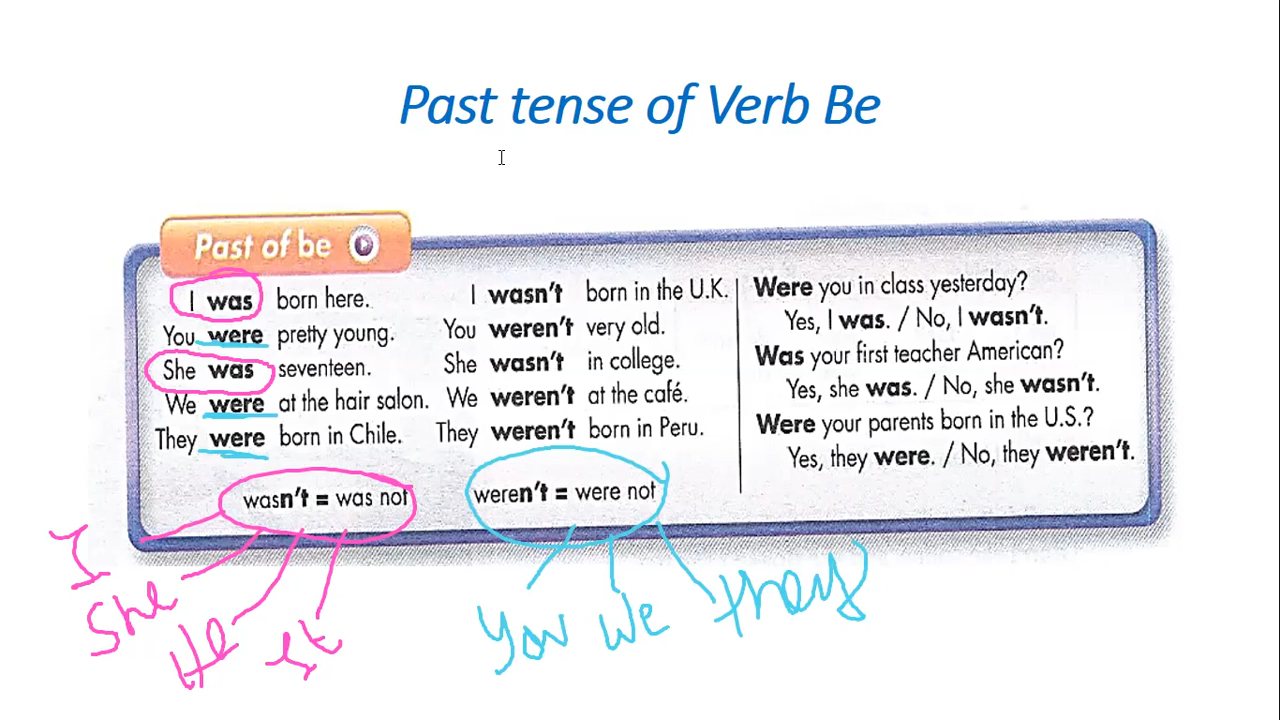 Past tense of Verb Be
Past of be
I was born here.
You were pretty young.
She was seventeen.
We were at the hair salon.
They were born in Chile.
wasn't = was not
I wasn't born in the U.K.
You weren't very old.
She wasn't in college.
We weren't at the café.
They weren't born in Peru.
weren't = were not
Were you in class yesterday?
Yes, I was. / No, I wasn't.
Was your first teacher American?
Yes, she was. / No, she wasn't.
Were your parents born in the U.S.?
Yes, they were. / No, they weren't.
I
She
He
It
You We they